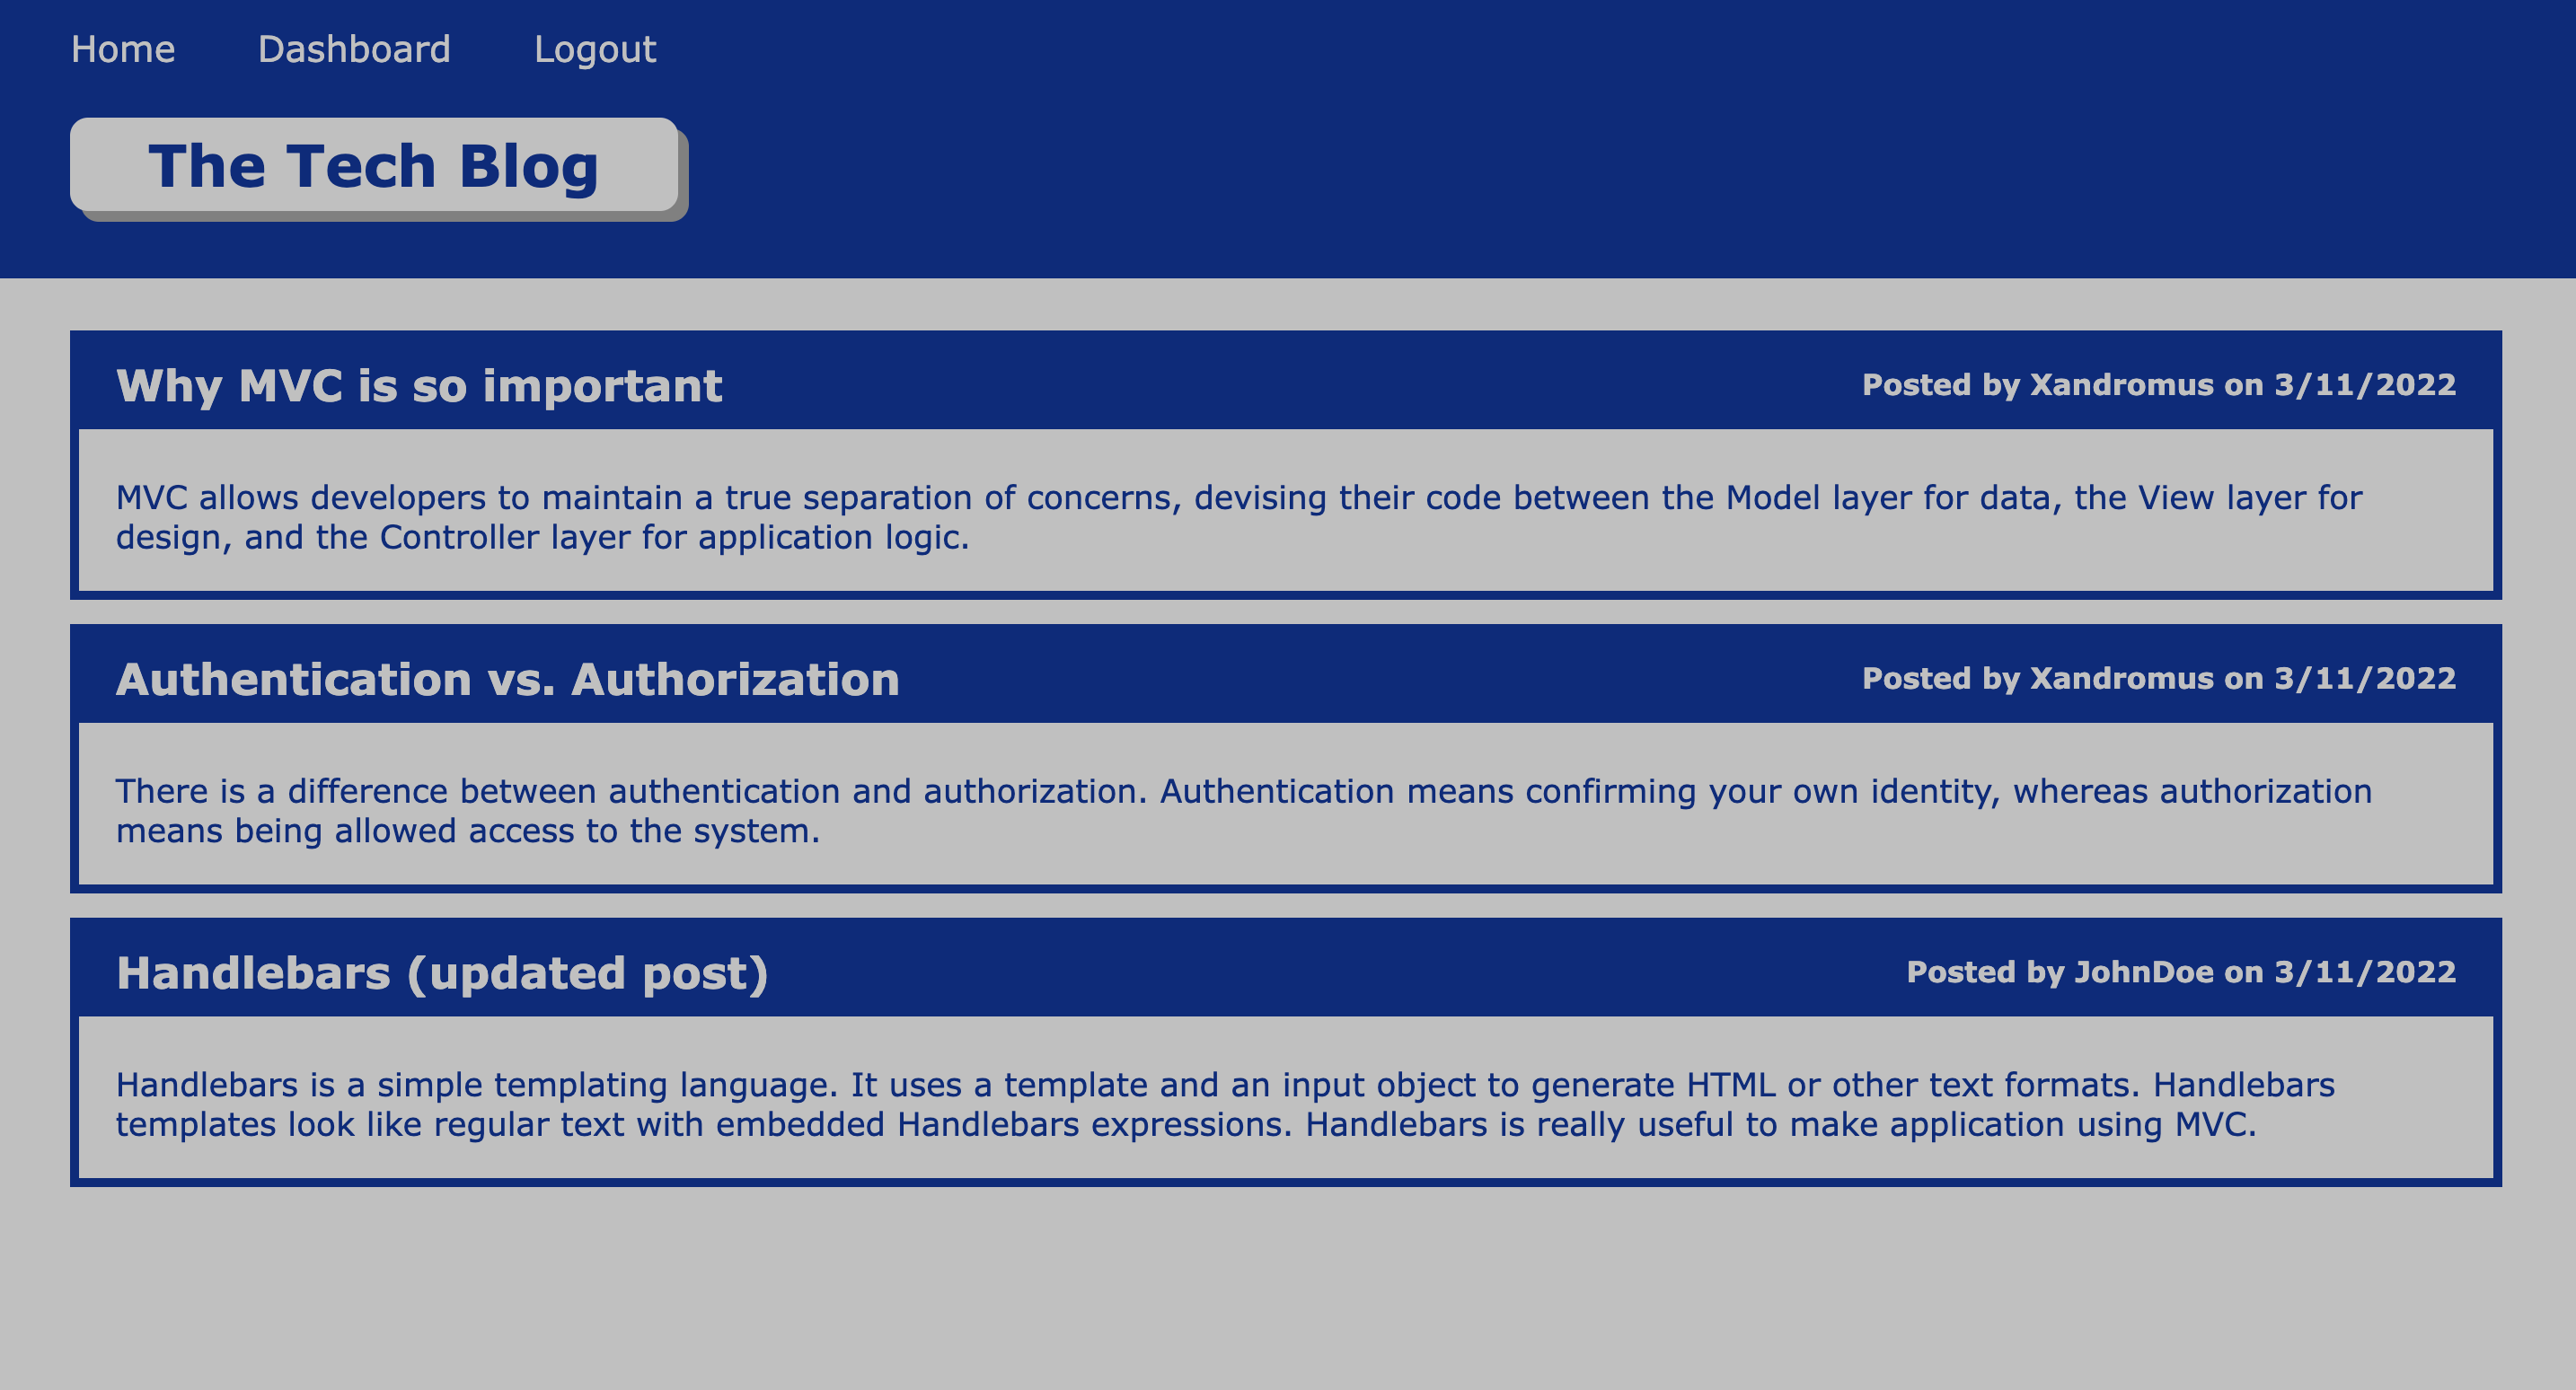 Home Dashboard Logout
The Tech Blog
Why MVC is so important Posted by Xandromus on 3/11/2022
MVC allows developers to maintain a true separation of concerns, devising their code between the Model layer for data, the View layer for
design, and the Controller layer for application logic.
Authentication vs. Authorization Posted by Xandromus on 3/11/2022
There is a difference between authentication and authorization. Authentication means confirming your own identity, whereas authorization
means being allowed access to the system.
Handlebars (updated post) Posted by JohnDoe on 3/11/2022
Handlebars is a simple templating language. It uses a template and an input object to generate HTML or other text formats. Handlebars
templates look like regular text with embedded Handlebars expressions. Handlebars is really useful to make application using MVC.